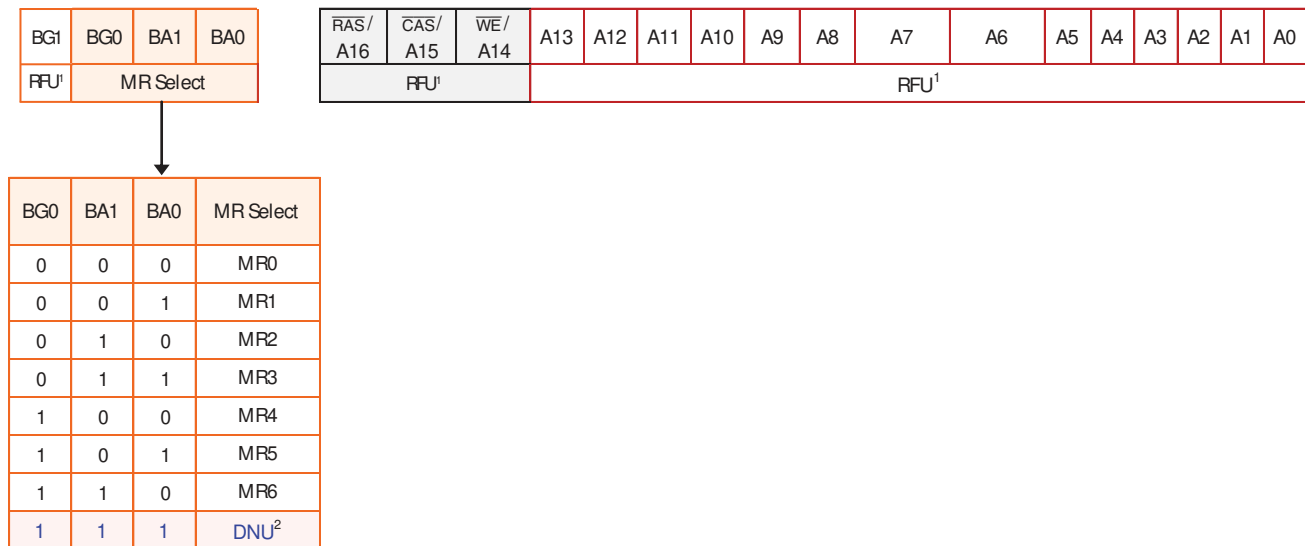 BG1 BG0 BA1 BA0 R̅A̅S̅/ A16 C̅A̅S̅/ A15 W̅E̅/ A14 A13 A12 A11 A10 A9 A8 A7 A6 A5 A4 A3 A2 A1 A0
RFU¹ MR Select RFU¹ RFU¹
BG0 BA1 BA0 MR Select
0 0 0 MR0
0 0 1 MR1
0 1 0 MR2
0 1 1 MR3
1 0 0 MR4
1 0 1 MR5
1 1 0 MR6
1 1 1 DNU²